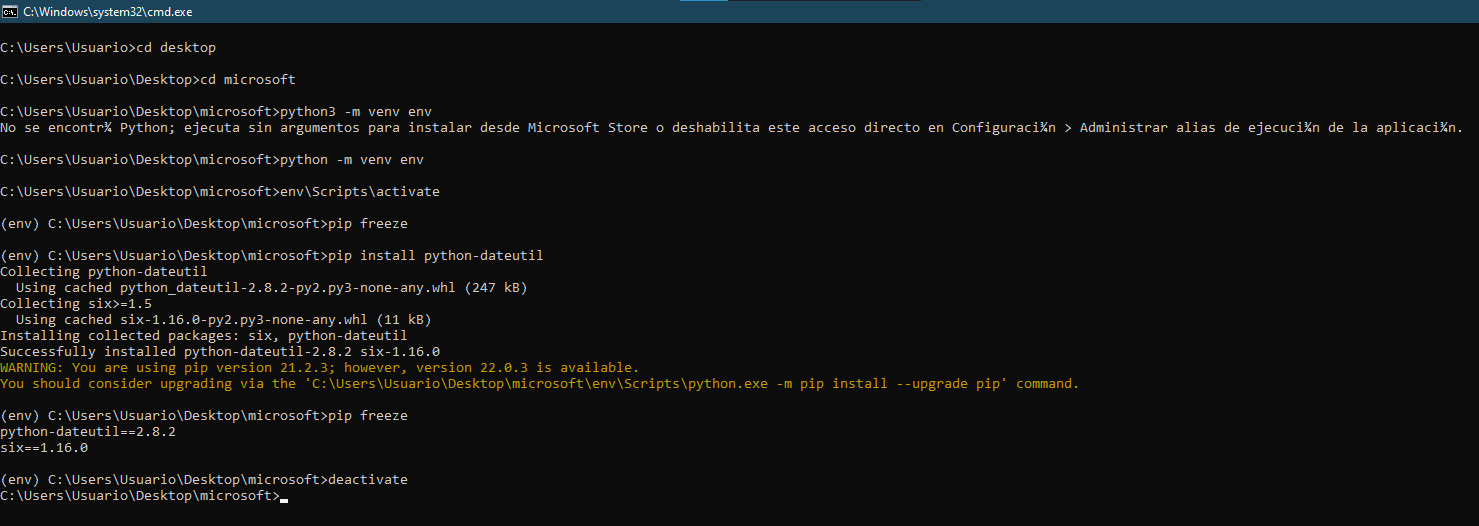 C:\Windows\system32\cmd.exe
C:\Users\Usuario>cd desktop
C:\Users\Usuario\Desktop>cd microsoft
C:\Users\Usuario\Desktop\microsoft>python3 -m venv env
No se encontr¾ Python; ejecuta sin argumentos para instalar desde Microsoft Store o deshabilita este acceso directo en Configuraci¾n > Administrar alias de ejecuci¾n de la aplicaci¾n.
C:\Users\Usuario\Desktop\microsoft>python -m venv env
C:\Users\Usuario\Desktop\microsoft>env\Scripts\activate
(env) C:\Users\Usuario\Desktop\microsoft>pip freeze
(env) C:\Users\Usuario\Desktop\microsoft>pip install python-dateutil
Collecting python-dateutil
  Using cached python_dateutil-2.8.2-py2.py3-none-any.whl (247 kB)
Collecting six>=1.5
  Using cached six-1.16.0-py2.py3-none-any.whl (11 kB)
Installing collected packages: six, python-dateutil
Successfully installed python-dateutil-2.8.2 six-1.16.0
WARNING: You are using pip version 21.2.3; however, version 22.0.3 is available.
You should consider upgrading via the 'C:\Users\Usuario\Desktop\microsoft\env\Scripts\python.exe -m pip install --upgrade pip' command.
(env) C:\Users\Usuario\Desktop\microsoft>pip freeze
python-dateutil==2.8.2
six==1.16.0
(env) C:\Users\Usuario\Desktop\microsoft>deactivate
C:\Users\Usuario\Desktop\microsoft>